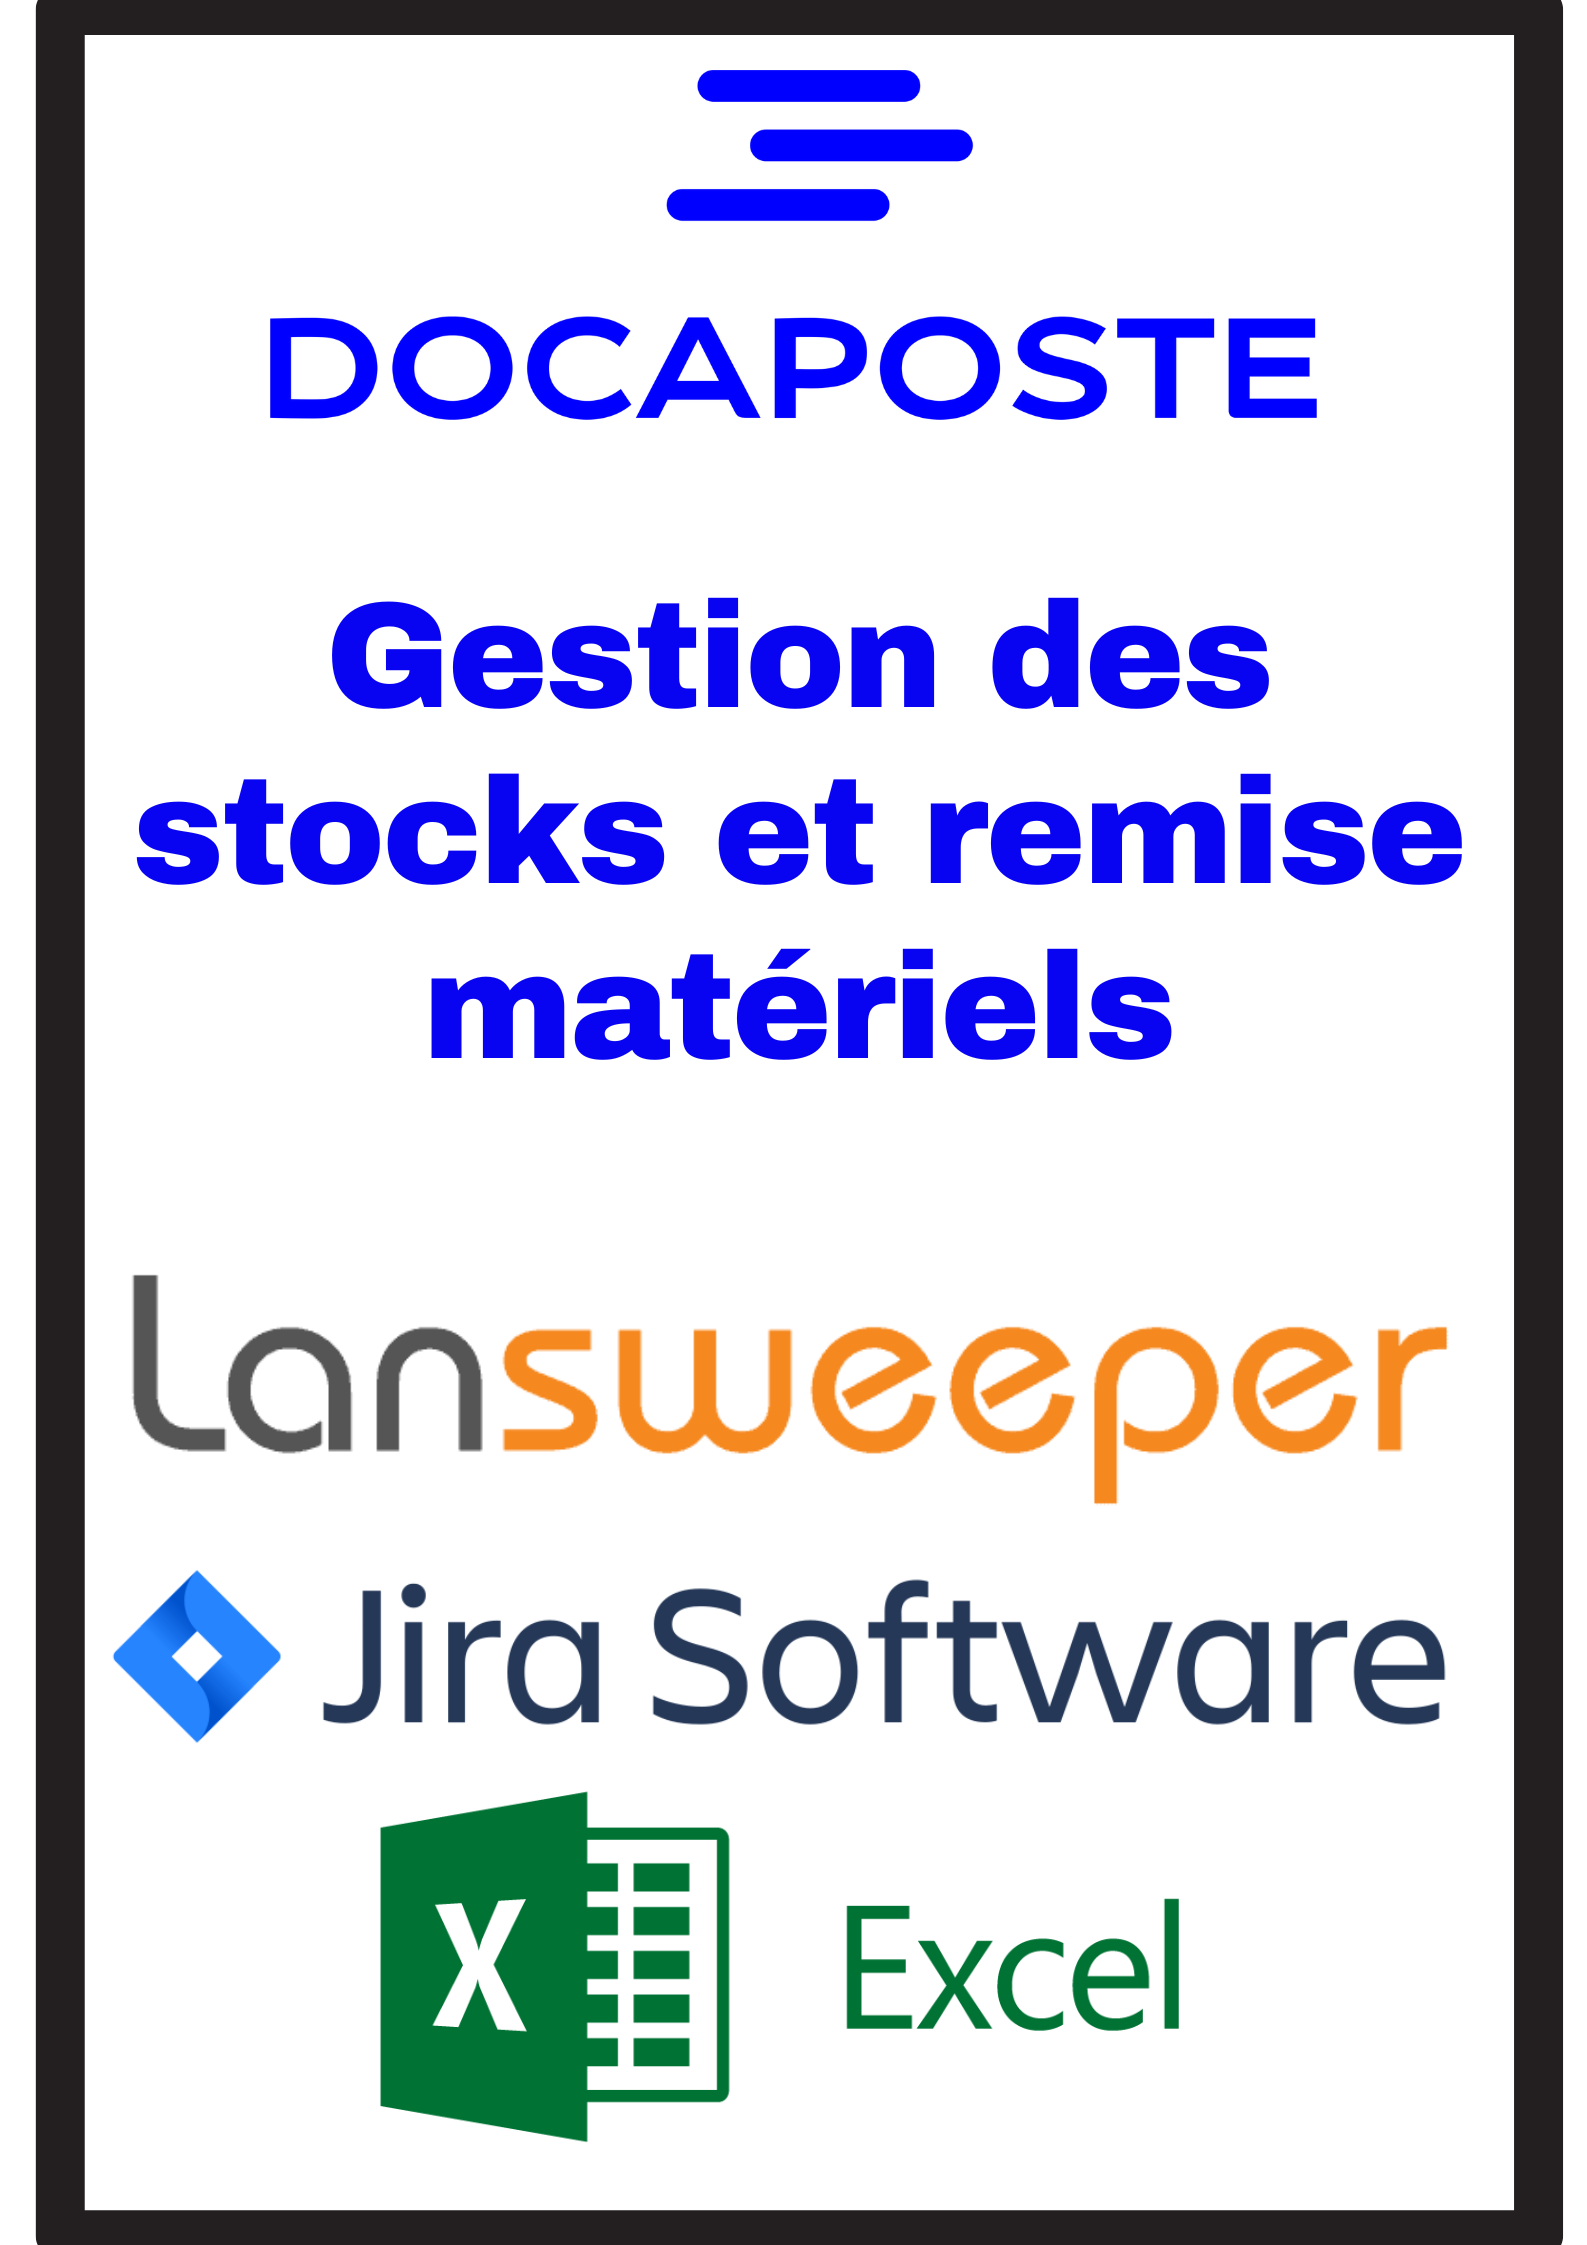 DOCAPOSTE
Gestion des
stocks et remise
matériels
Lansweeper
Jira Software
X Excel